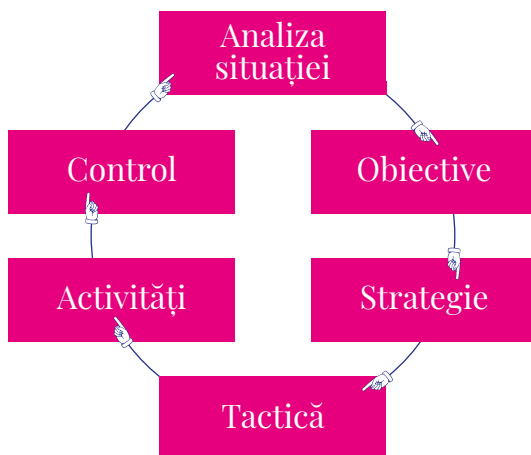 Analiza
situației
Obiective
Strategie
Tactică
Activități
Control